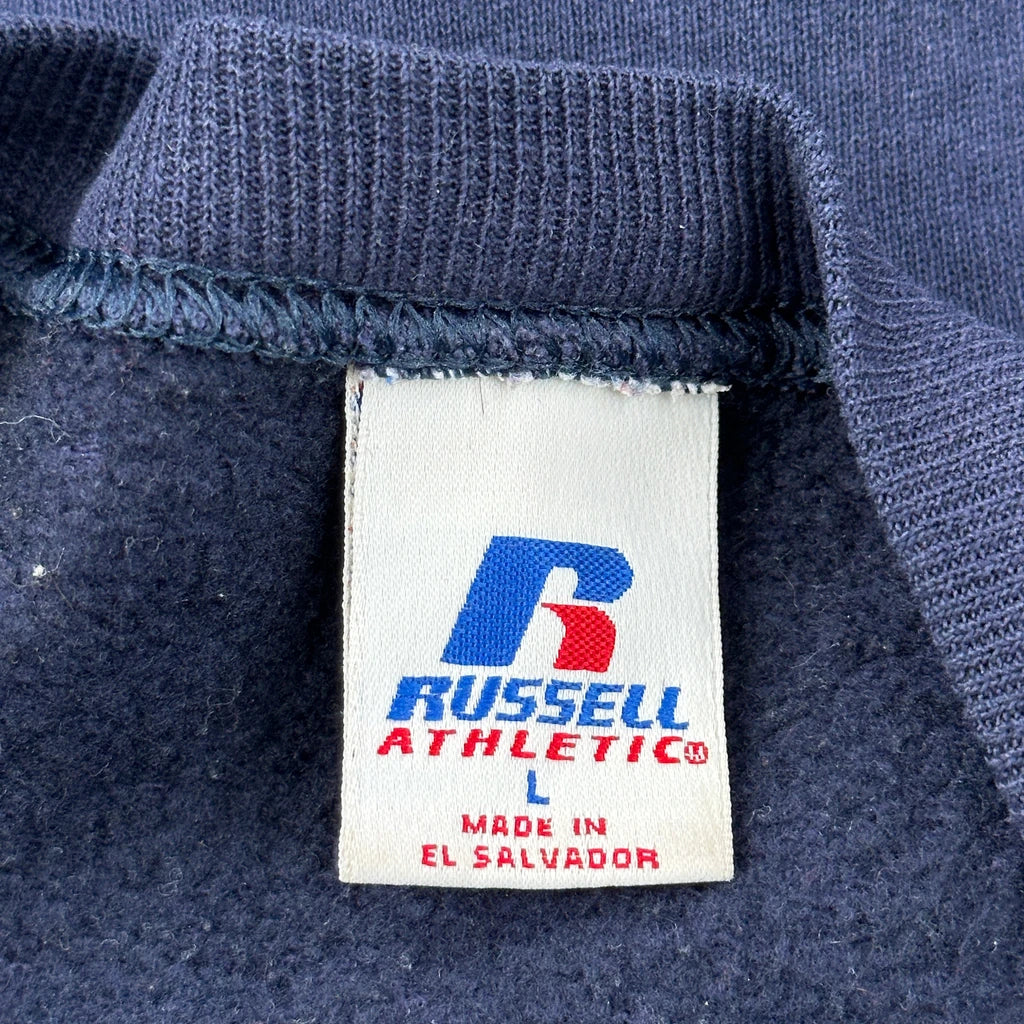 RUSSELL
ATHLETIC®
L
MADE IN
EL SALVADOR